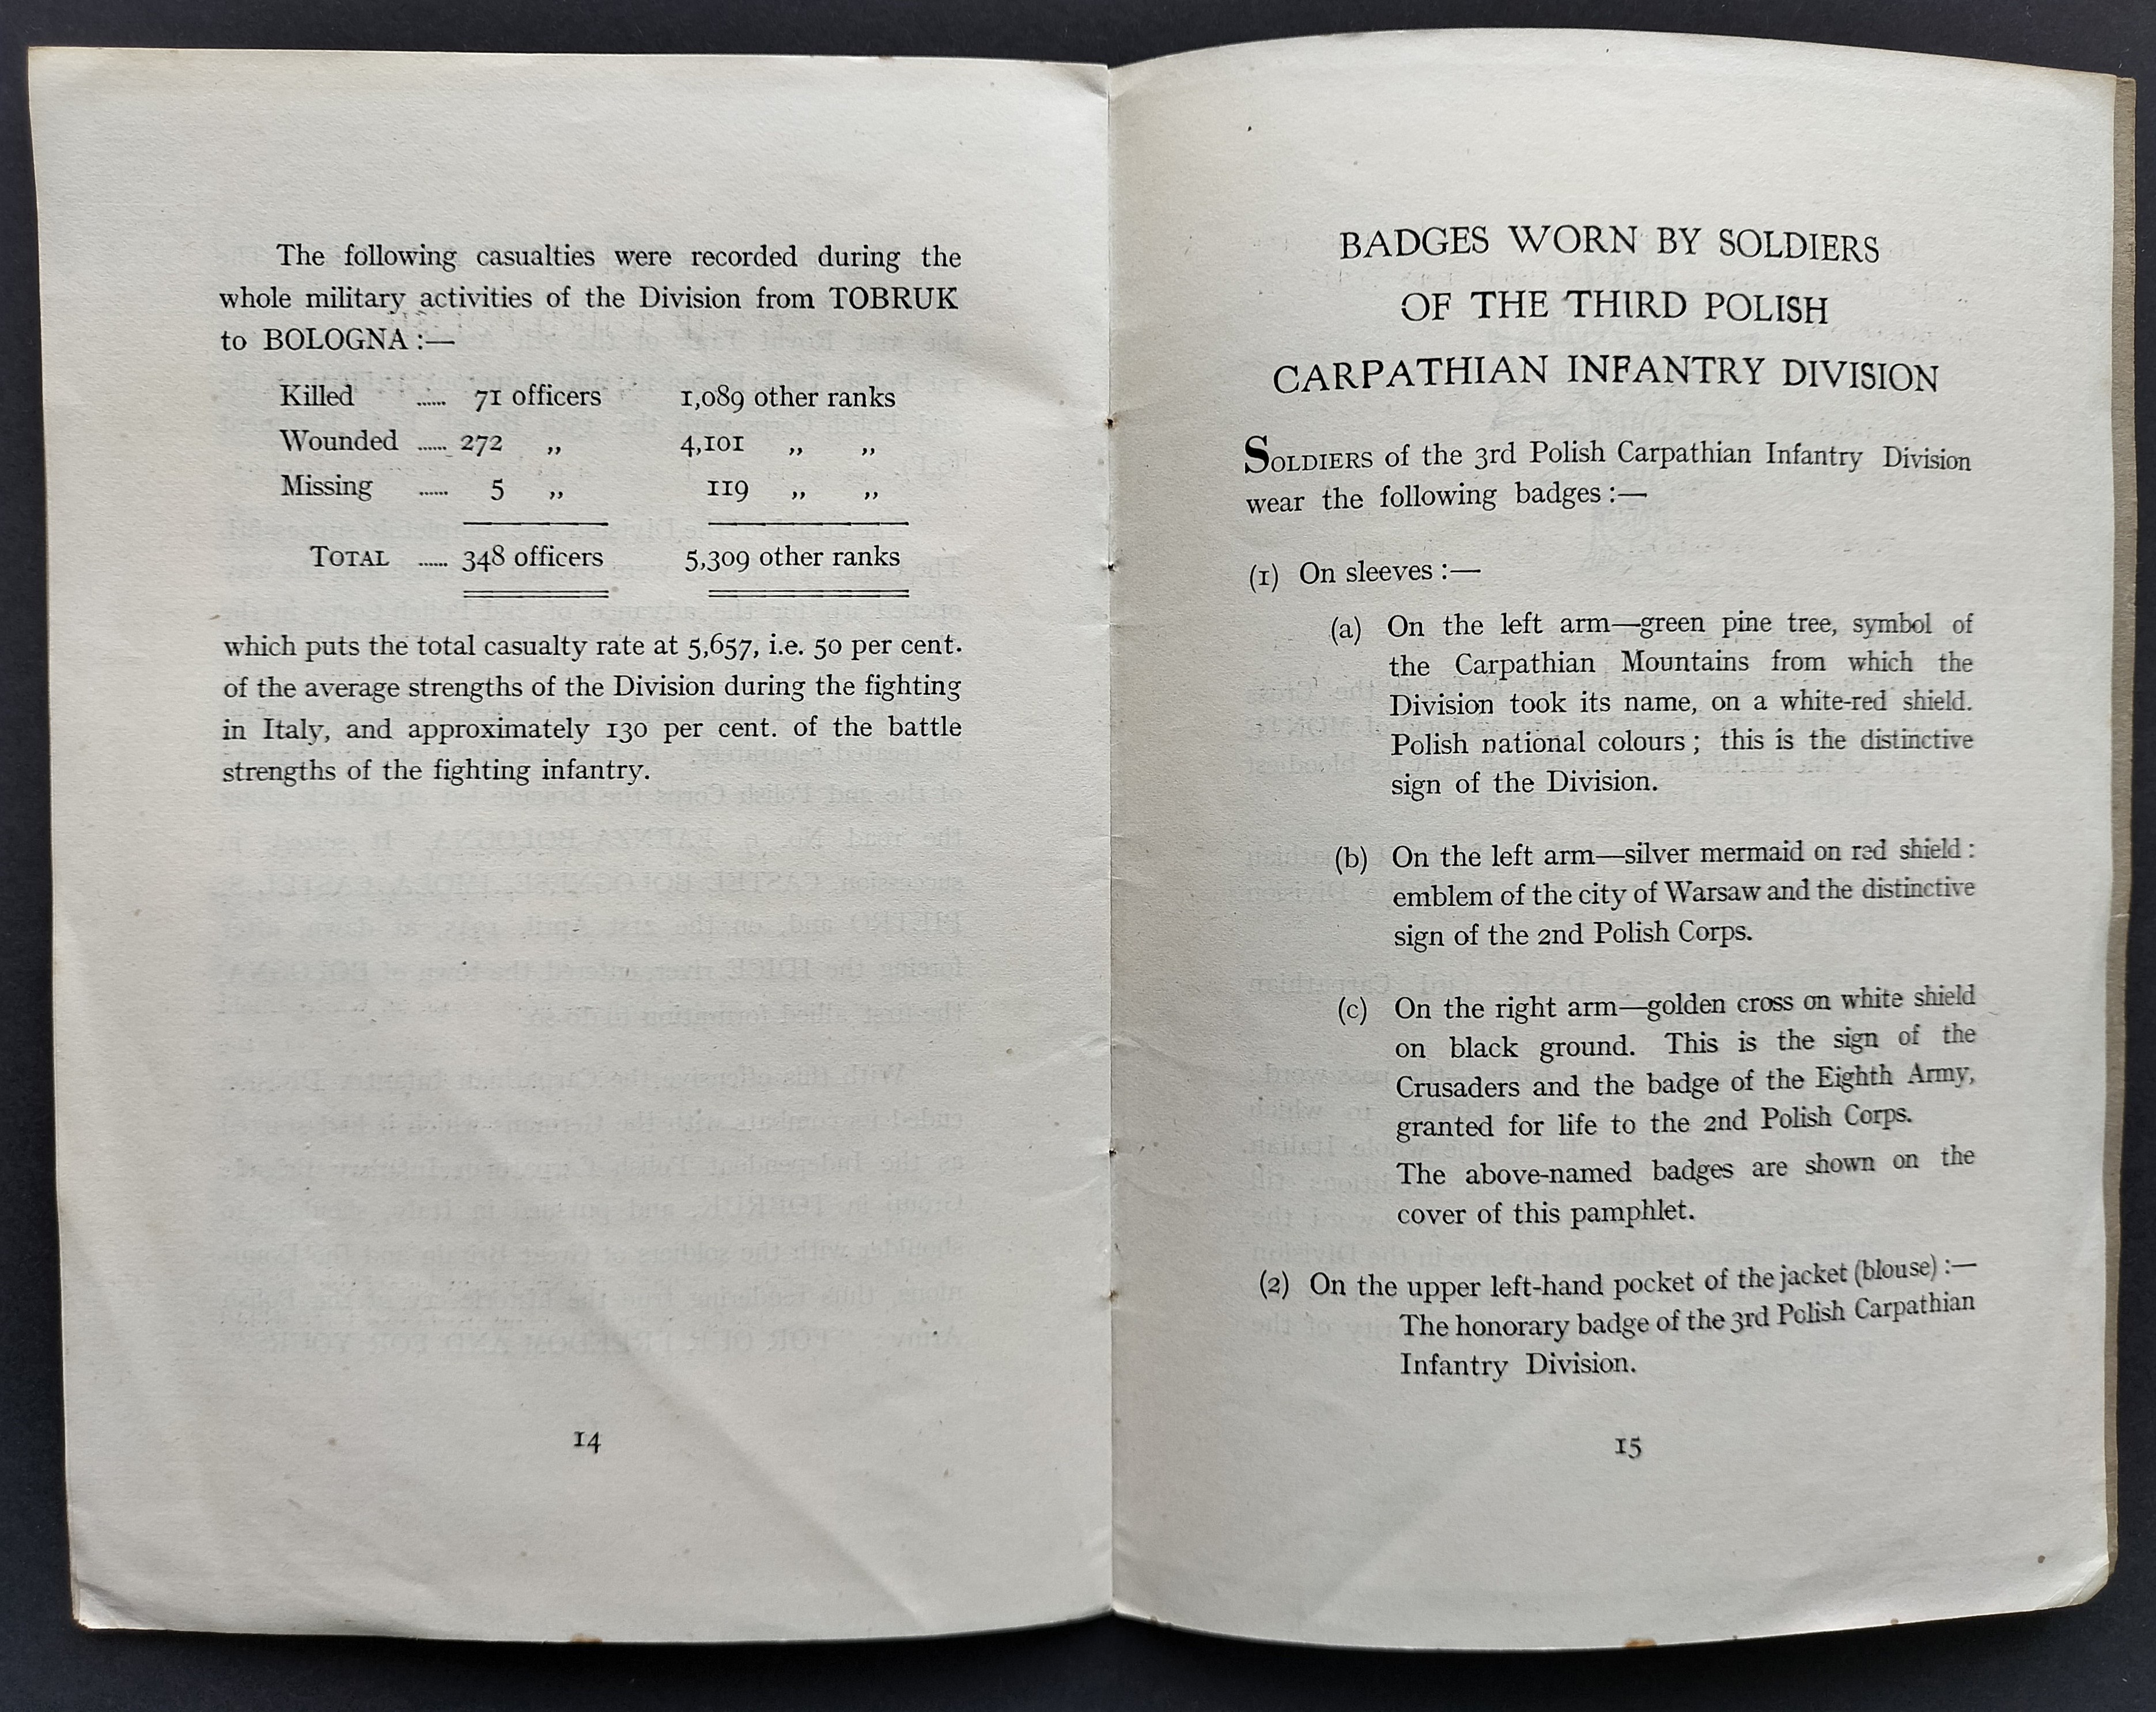 The following casualties were recorded during the
whole military activities of the Division from TOBRUK
to BOLOGNA :—
Killed ...... 71 officers 1,089 other ranks
Wounded ...... 272 ,, 4,101 ,, ,,
Missing ...... 5 ,, 119 ,, ,,
TOTAL ...... 348 officers 5,309 other ranks
which puts the total casualty rate at 5,657, i.e. 50 per cent.
of the average strengths of the Division during the fighting
in Italy, and approximately 130 per cent. of the battle
strengths of the fighting infantry.
14
BADGES WORN BY SOLDIERS
OF THE THIRD POLISH
CARPATHIAN INFANTRY DIVISION
SOLDIERS of the 3rd Polish Carpathian Infantry Division
wear the following badges :—
(1) On sleeves :—
(a) On the left arm—green pine tree, symbol of
the Carpathian Mountains from which the
Division took its name, on a white-red shield.
Polish national colours ; this is the distinctive
sign of the Division.
(b) On the left arm—silver mermaid on red shield :
emblem of the city of Warsaw and the distinctive
sign of the 2nd Polish Corps.
(c) On the right arm—golden cross on white shield
on black ground. This is the sign of the
Crusaders and the badge of the Eighth Army,
granted for life to the 2nd Polish Corps.
The above-named badges are shown on the
cover of this pamphlet.
(2) On the upper left-hand pocket of the jacket (blouse) :—
The honorary badge of the 3rd Polish Carpathian
Infantry Division.
15